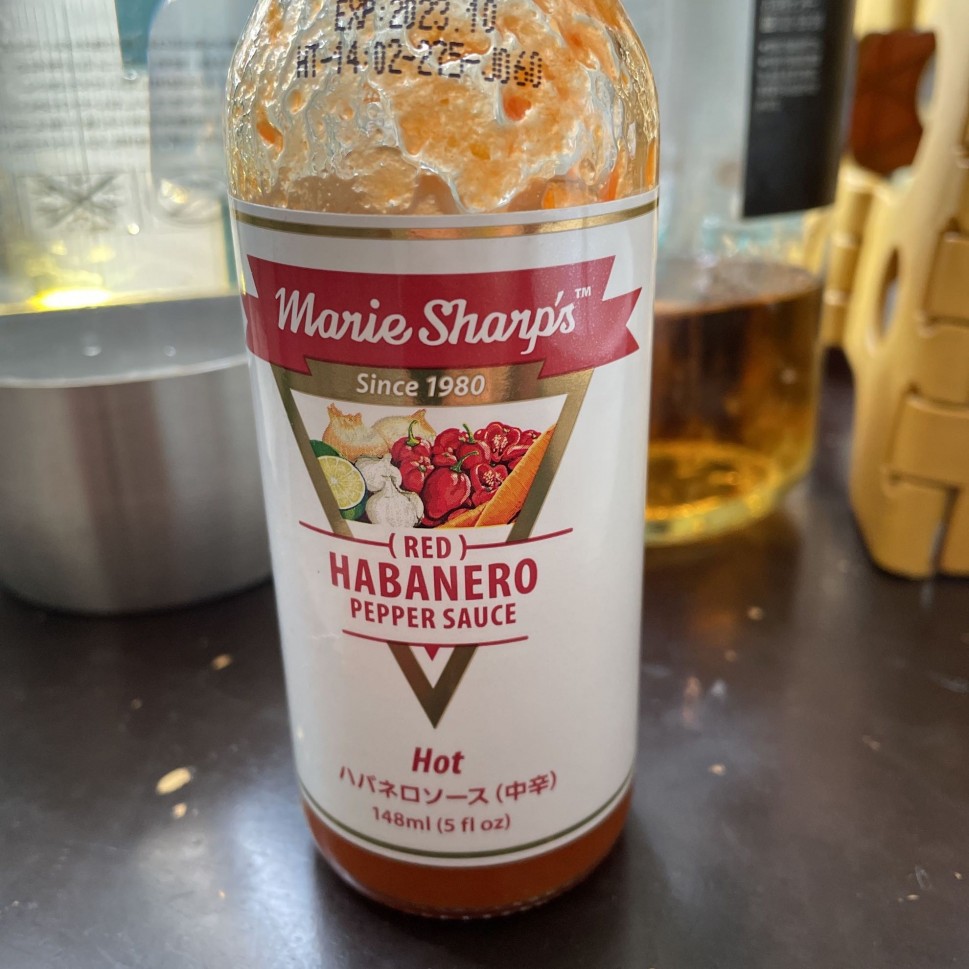 EXP:2023.10
HT-14:02-225-J060
Marie Sharp's™
Since 1980
( RED )
HABANERO
PEPPER SAUCE
Hot
ハバネロソース (中辛)
148ml (5 fl oz)